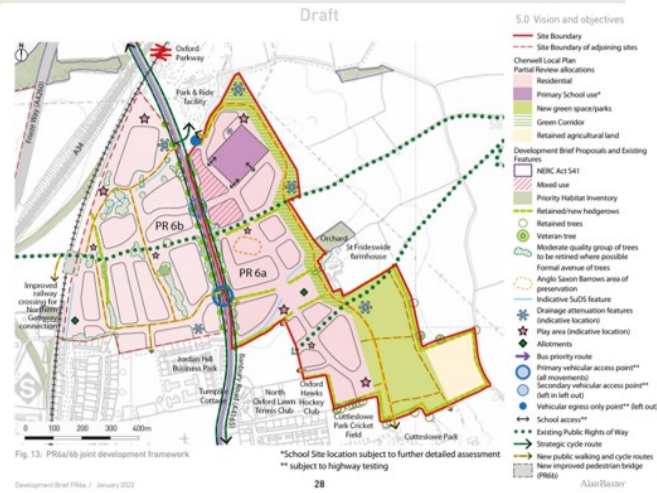 Draft
5.0 Vision and objectives
N
Oxford
Parkway
Park & Ride
facility
Frieze Way (A4260)
A34
PR 6b
PR 6a
Orchard
St Frideswide
farmhouse
Improved
railway
crossing for
Northern
Gateway
connection
Jordan Hill
Business Park
Turnpike
Cottage
Banbury Road (A4165)
North
Oxford Lawn
Tennis Club
Oxford
Hawks
Hockey
Club
Cutteslowe
Park Cricket
Field
Cutteslowe Park
0 100 200 300 400m
Site Boundary
Site Boundary of adjoining sites
Cherwell Local Plan
Partial Review allocations
Residential
Primary School use*
New green space/parks
Green Corridor
Retained agricultural land
Development Brief Proposals and Existing
Features
NERC Act S41
Mixed use
Priority Habitat Inventory
Retained/new hedgerows
Retained trees
Veteran tree
Moderate quality group of trees
to be retired where possible
Formal avenue of trees
Anglo Saxon Barrows area of
preservation
Indicative SuDS feature
Drainage attenuation features
(indicative location)
Play area (indicative location)
Allotments
Bus priority route
Primary vehicular access point**
(all movements)
Secondary vehicular access point**
(left in left out)
Vehicular egress only point** (left out)
School access**
Existing Public Rights of Way
Strategic cycle route
New public walking and cycle routes
New improved pedestrian bridge
(PR6b)
Fig. 13: PR6a/6b joint development framework
*School Site location subject to further detailed assessment
** subject to highway testing
Development Brief PR6a / January 2022
28
Alan Baxter